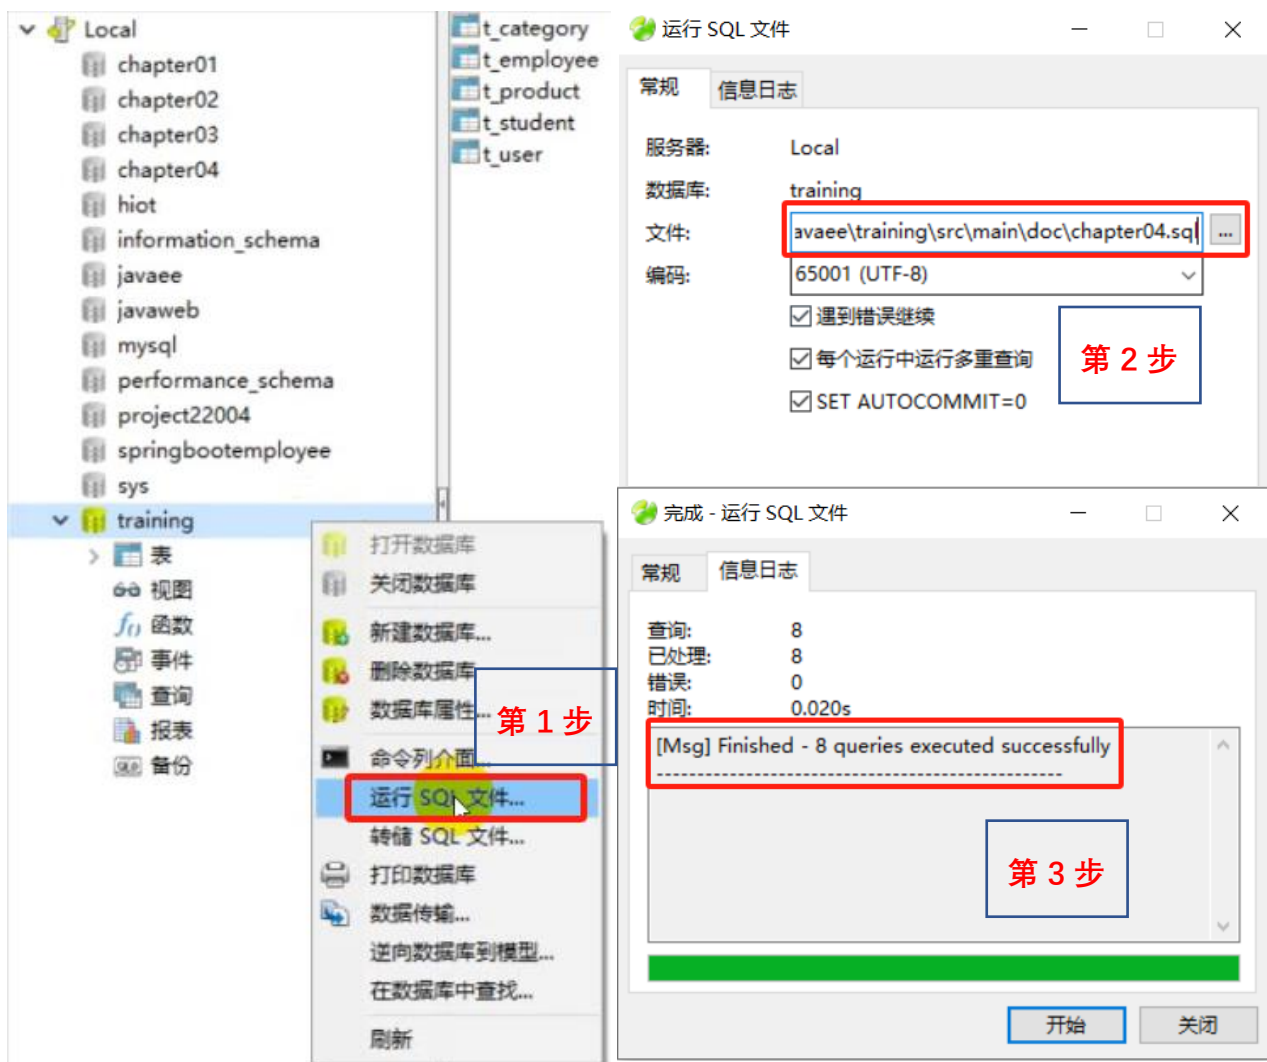 Local
chapter01
chapter02
chapter03
chapter04
hiot
information_schema
javaee
javaweb
mysql
performance_schema
project22004
springbootemployee
sys
training
表
视图
函数
事件
查询
报表
备份
t_category
t_employee
t_product
t_student
t_user
打开数据库
关闭数据库
新建数据库...
删除数据库
数据库属性...
命令列介面...
运行 SQL 文件...
转储 SQL 文件...
打印数据库
数据传输...
逆向数据库到模型...
在数据库中查找...
刷新
第 1 步
运行 SQL 文件
常规 信息日志
服务器: Local
数据库: training
文件: avaee\training\src\main\doc\chapter04.sql ...
编码: 65001 (UTF-8)
遇到错误继续
每个运行中运行多重查询
SET AUTOCOMMIT=0
第 2 步
完成 - 运行 SQL 文件
常规 信息日志
查询: 8
已处理: 8
错误: 0
时间: 0.020s
[Msg] Finished - 8 queries executed successfully
--------------------------------------------------
第 3 步
开始 关闭